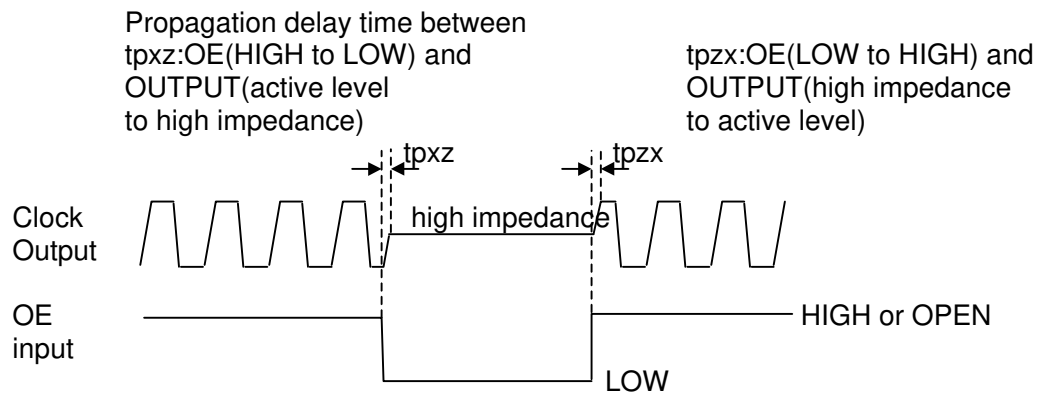 Propagation delay time between
tpxz:OE(HIGH to LOW) and
OUTPUT(active level
to high impedance)
tpzx:OE(LOW to HIGH) and
OUTPUT(high impedance
to active level)
tpxz
tpzx
Clock
Output
high impedance
OE
input
HIGH or OPEN
LOW